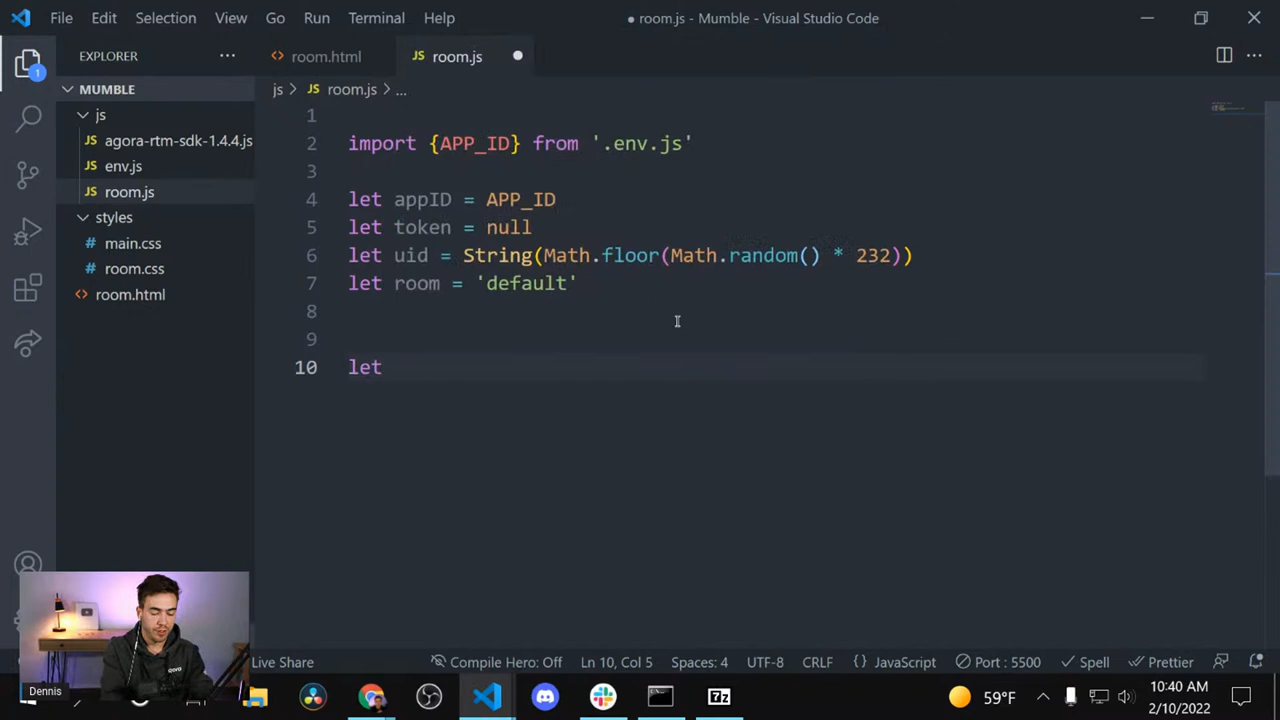 File Edit Selection View Go Run Terminal Help
● room.js - Mumble - Visual Studio Code
EXPLORER
room.html
JS room.js
MUMBLE
js > JS room.js > ...
js
JS agora-rtm-sdk-1.4.4.js
JS env.js
JS room.js
styles
# main.css
# room.css
room.html
1
1
2 import {APP_ID} from '.env.js'
3
4 let appID = APP_ID
5 let token = null
6 let uid = String(Math.floor(Math.random() * 232))
7 let room = 'default'
8
9
10 let
Dennis
Live Share
Compile Hero: Off
Ln 10, Col 5
Spaces: 4
UTF-8
CRLF
{} JavaScript
Port : 5500
Spell
Prettier
7z
59°F
10:40 AM
2/10/2022